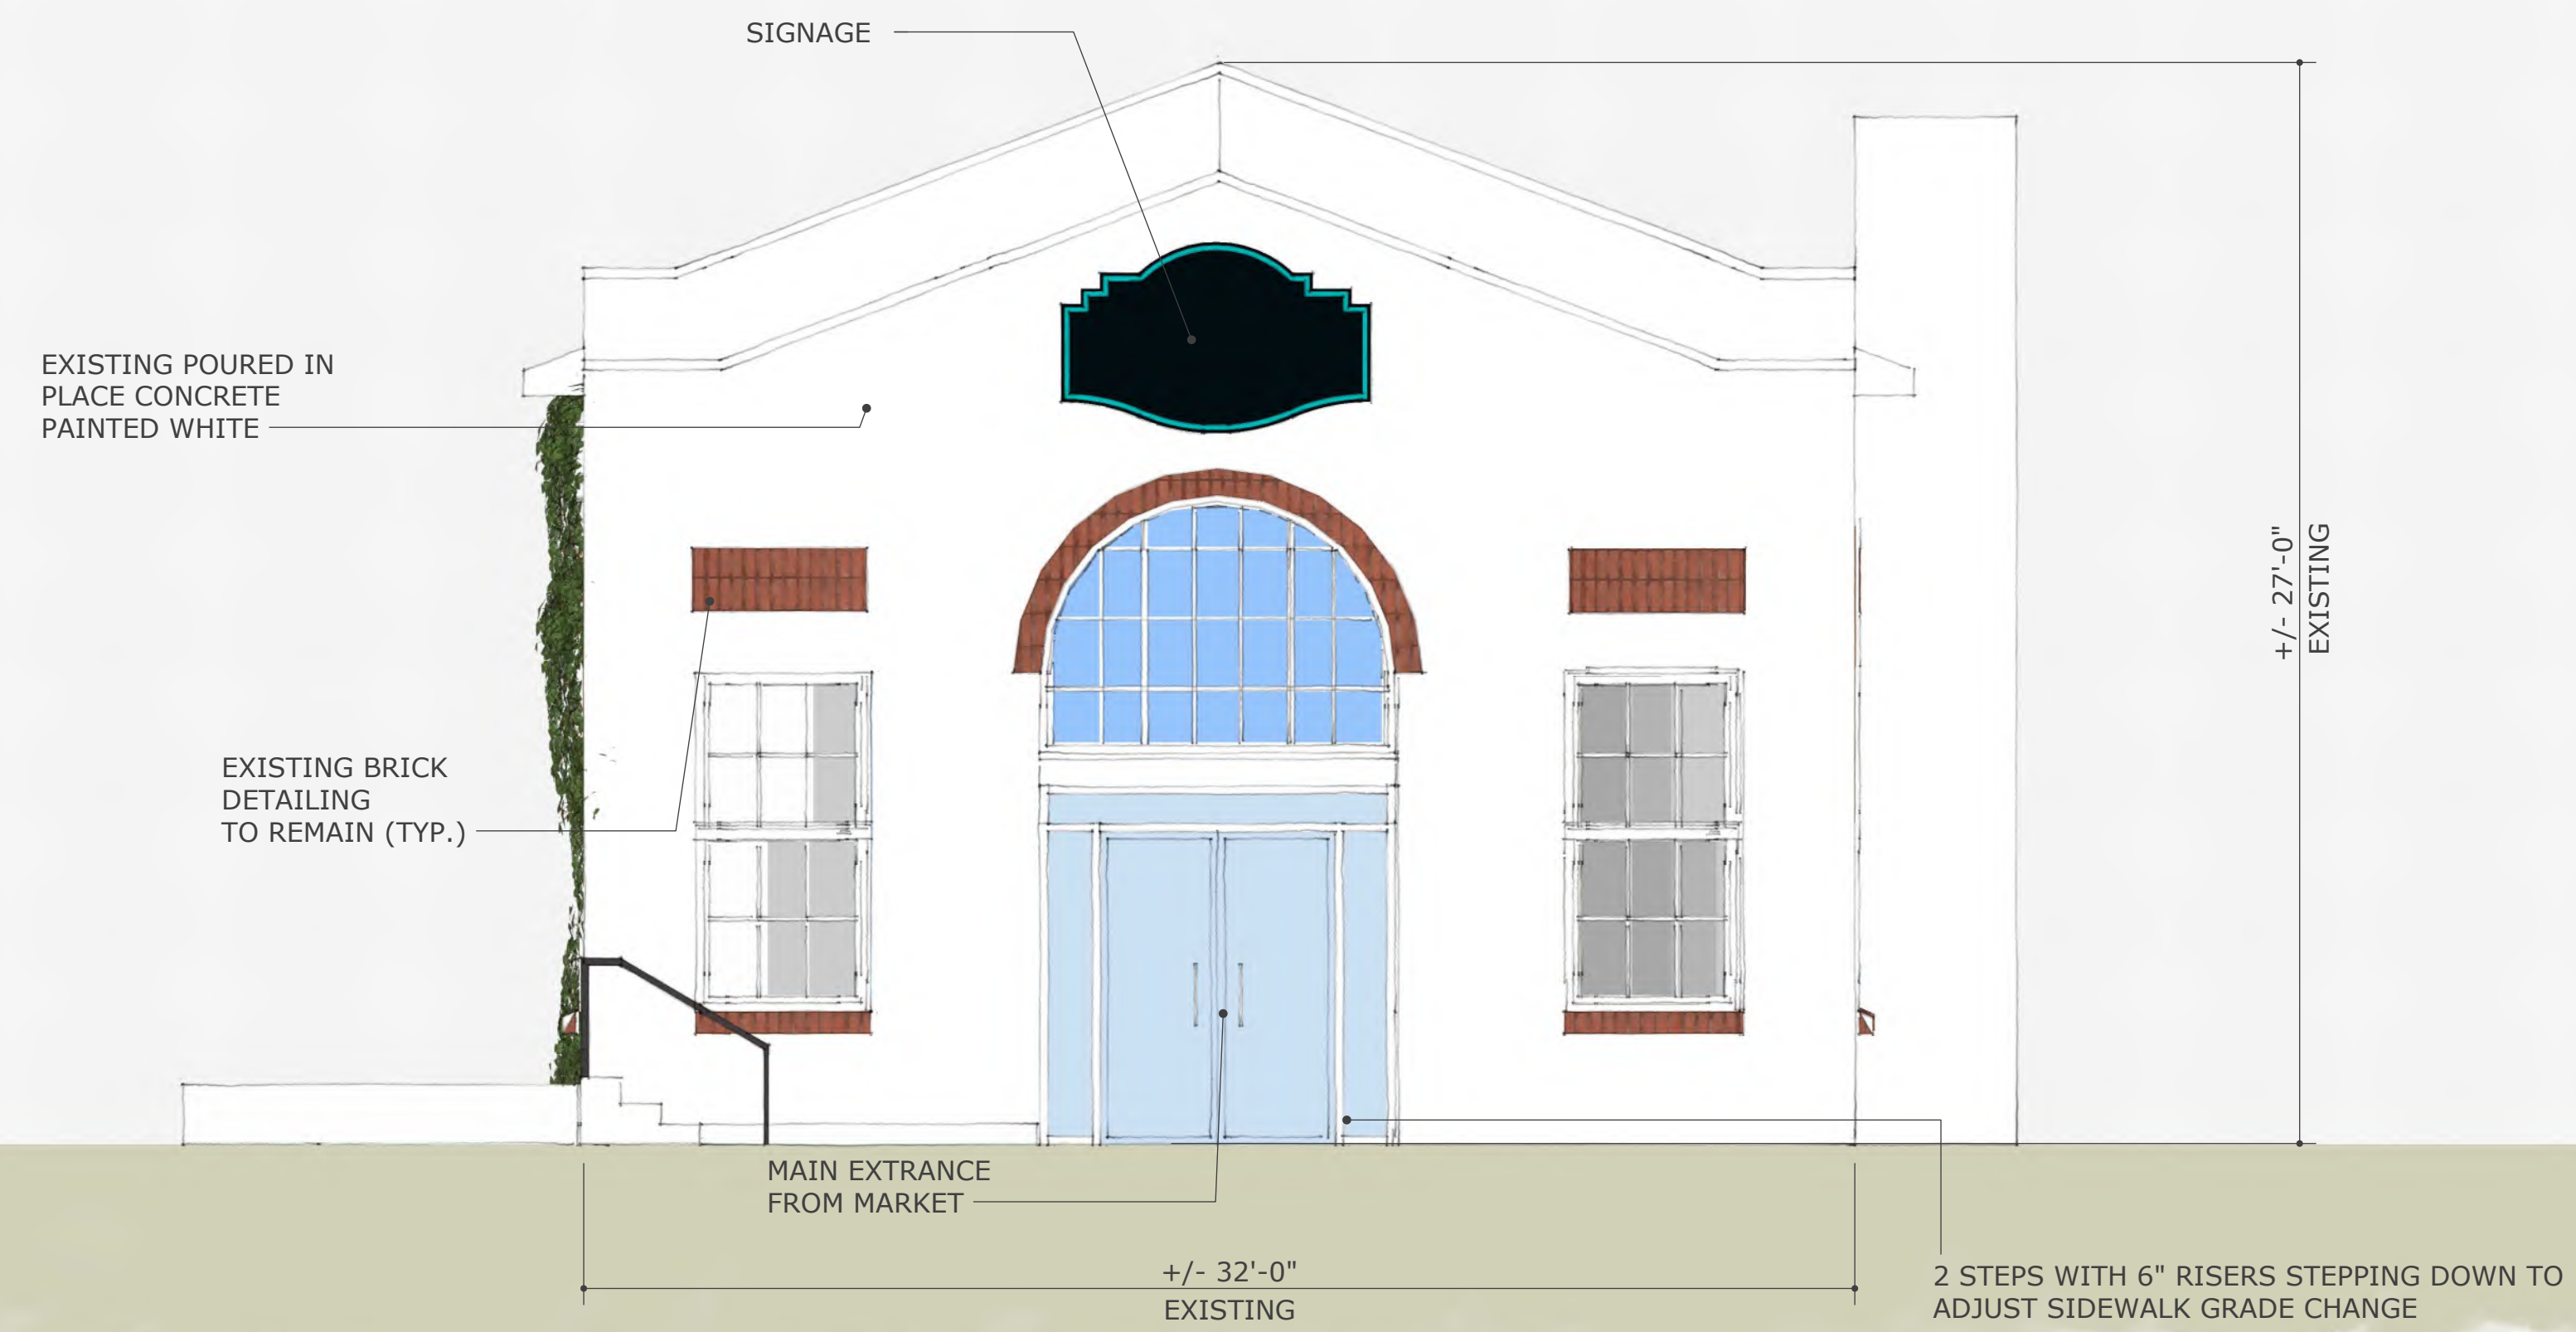 SIGNAGE
EXISTING POURED IN
PLACE CONCRETE
PAINTED WHITE
+/- 27'-0"
EXISTING
EXISTING BRICK
DETAILING
TO REMAIN (TYP.)
MAIN EXTRANCE
FROM MARKET
+/- 32'-0"
EXISTING
2 STEPS WITH 6" RISERS STEPPING DOWN TO
ADJUST SIDEWALK GRADE CHANGE